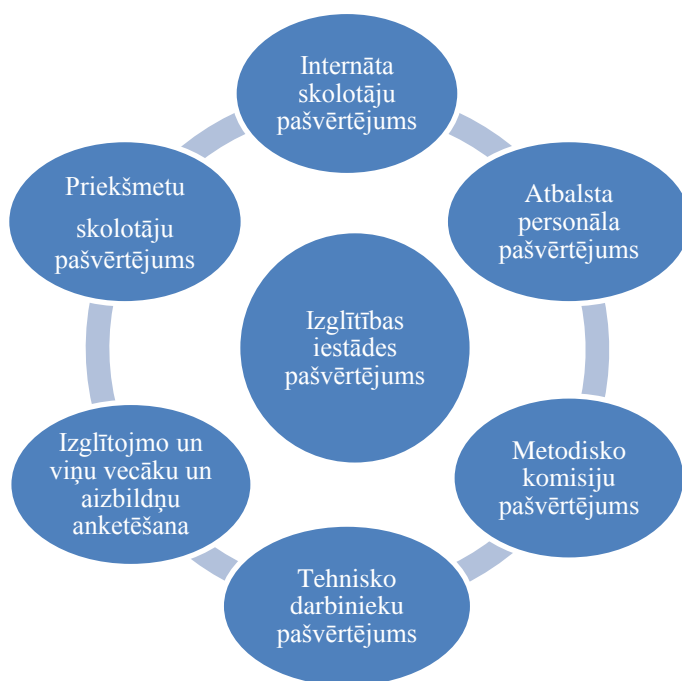 Internāta
skolotāju
pašvērtējums
Atbalsta
personāla
pašvērtējums
Metodisko
komisiju
pašvērtējums
Tehnisko
darbinieku
pašvērtējums
Izglītojmo un
viņu vecāku un
aizbildņu
anketēšana
Priekšmetu
skolotāju
pašvērtējums
Izglītības
iestādes
pašvērtējums